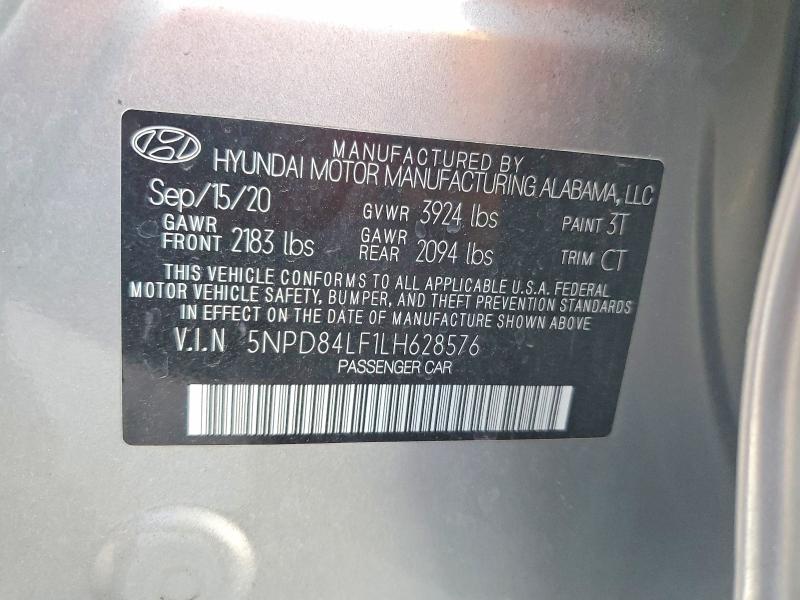 MANUFACTURED BY
HYUNDAI MOTOR MANUFACTURING ALABAMA, LLC
Sep/15/20 GVWR 3924 lbs PAINT 3T
GAWR FRONT 2183 lbs GAWR REAR 2094 lbs TRIM CT
THIS VEHICLE CONFORMS TO ALL APPLICABLE U.S.A. FEDERAL
MOTOR VEHICLE SAFETY, BUMPER, AND THEFT PREVENTION STANDARDS
IN EFFECT ON THE DATE OF MANUFACTURE SHOWN ABOVE
V.I.N 5NPD84LF1LH628576
PASSENGER CAR